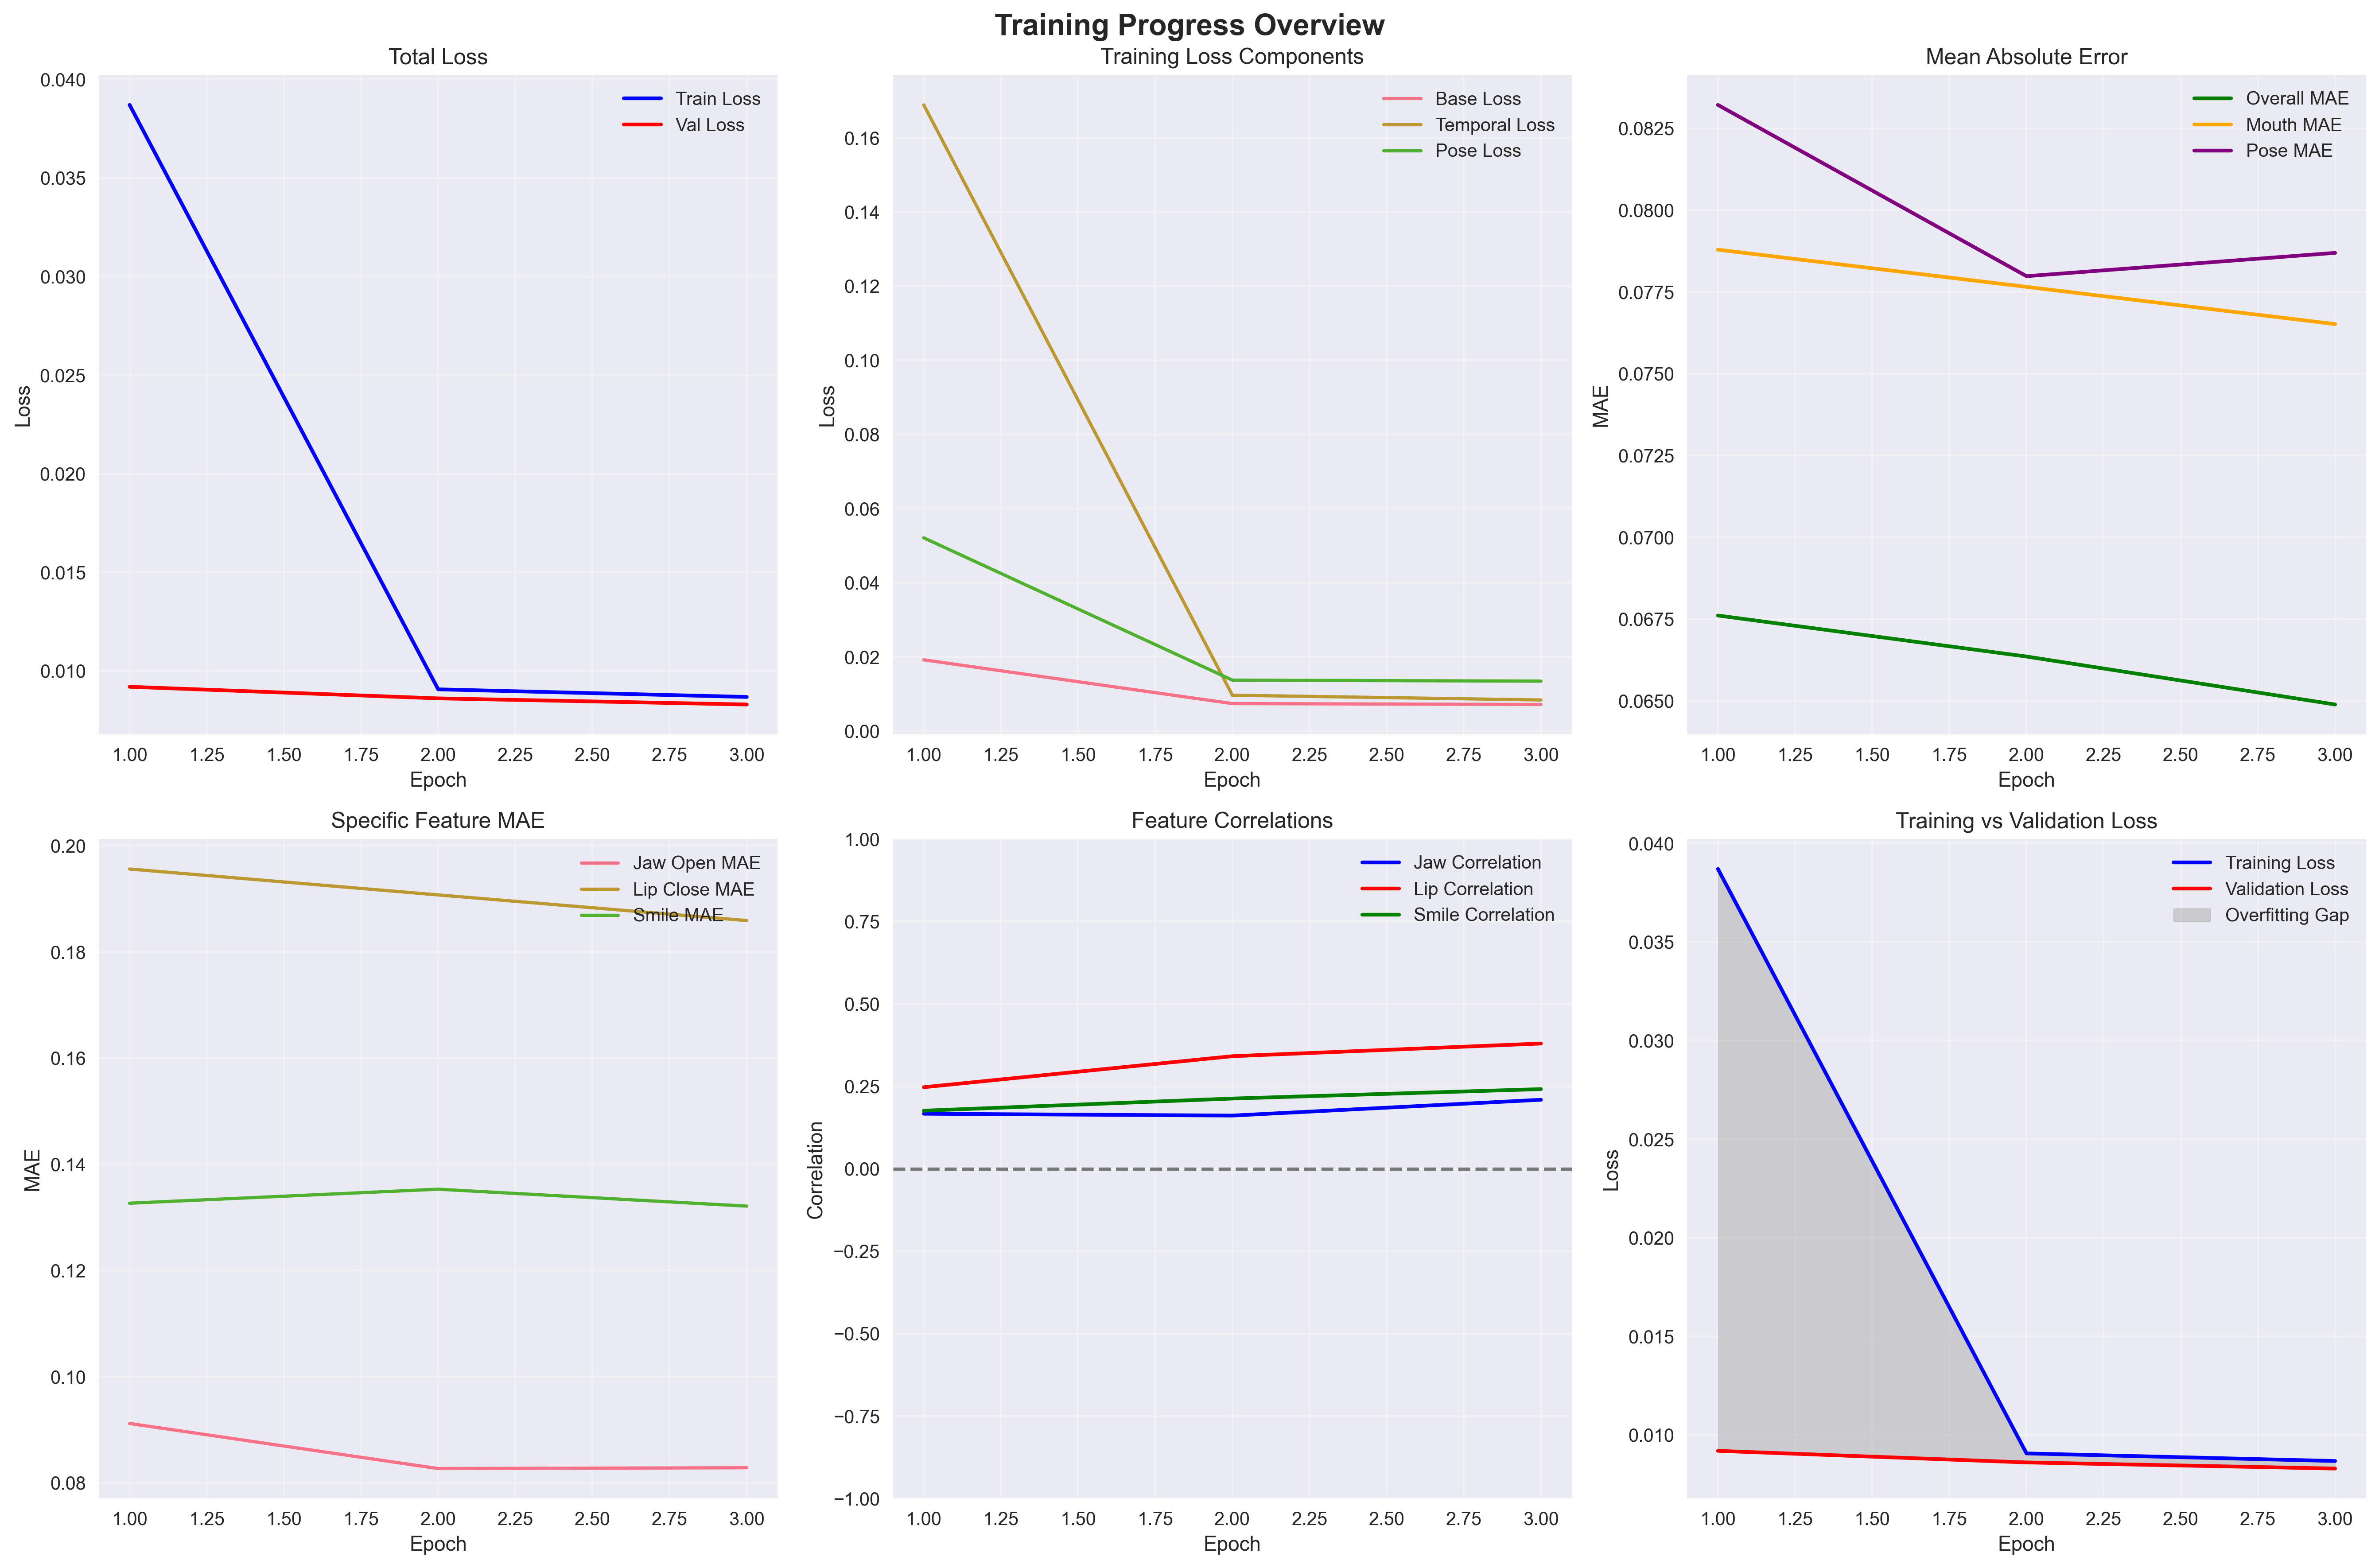 Training Progress Overview
Total Loss
Train Loss
Val Loss
0.040
0.035
0.030
0.025
0.020
0.015
0.010
Loss
1.00 1.25 1.50 1.75 2.00 2.25 2.50 2.75 3.00
Epoch
Training Loss Components
Base Loss
Temporal Loss
Pose Loss
0.16
0.14
0.12
0.10
0.08
0.06
0.04
0.02
0.00
Loss
1.00 1.25 1.50 1.75 2.00 2.25 2.50 2.75 3.00
Epoch
Mean Absolute Error
Overall MAE
Mouth MAE
Pose MAE
0.0825
0.0800
0.0775
0.0750
0.0725
0.0700
0.0675
0.0650
MAE
1.00 1.25 1.50 1.75 2.00 2.25 2.50 2.75 3.00
Epoch
Specific Feature MAE
Jaw Open MAE
Lip Close MAE
Smile MAE
0.20
0.18
0.16
0.14
0.12
0.10
0.08
MAE
1.00 1.25 1.50 1.75 2.00 2.25 2.50 2.75 3.00
Epoch
Feature Correlations
Jaw Correlation
Lip Correlation
Smile Correlation
1.00
0.75
0.50
0.25
0.00
−0.25
−0.50
−0.75
−1.00
Correlation
1.00 1.25 1.50 1.75 2.00 2.25 2.50 2.75 3.00
Epoch
Training vs Validation Loss
Training Loss
Validation Loss
Overfitting Gap
0.040
0.035
0.030
0.025
0.020
0.015
0.010
Loss
1.00 1.25 1.50 1.75 2.00 2.25 2.50 2.75 3.00
Epoch